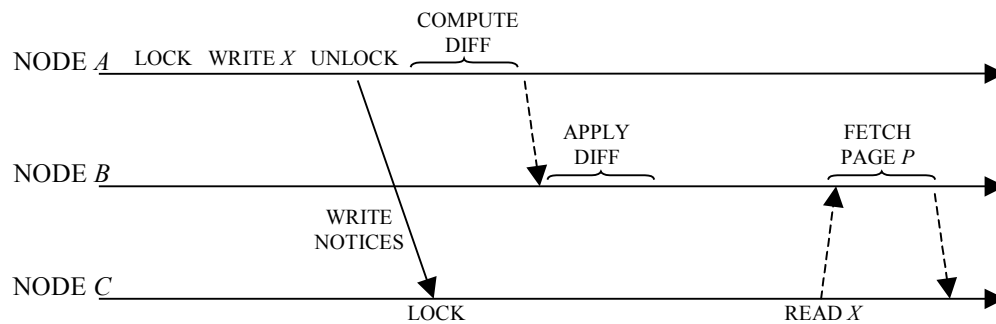 COMPUTE
DIFF
NODE A LOCK WRITE X UNLOCK
APPLY
DIFF
FETCH
PAGE P
NODE B
WRITE
NOTICES
NODE C
LOCK
READ X